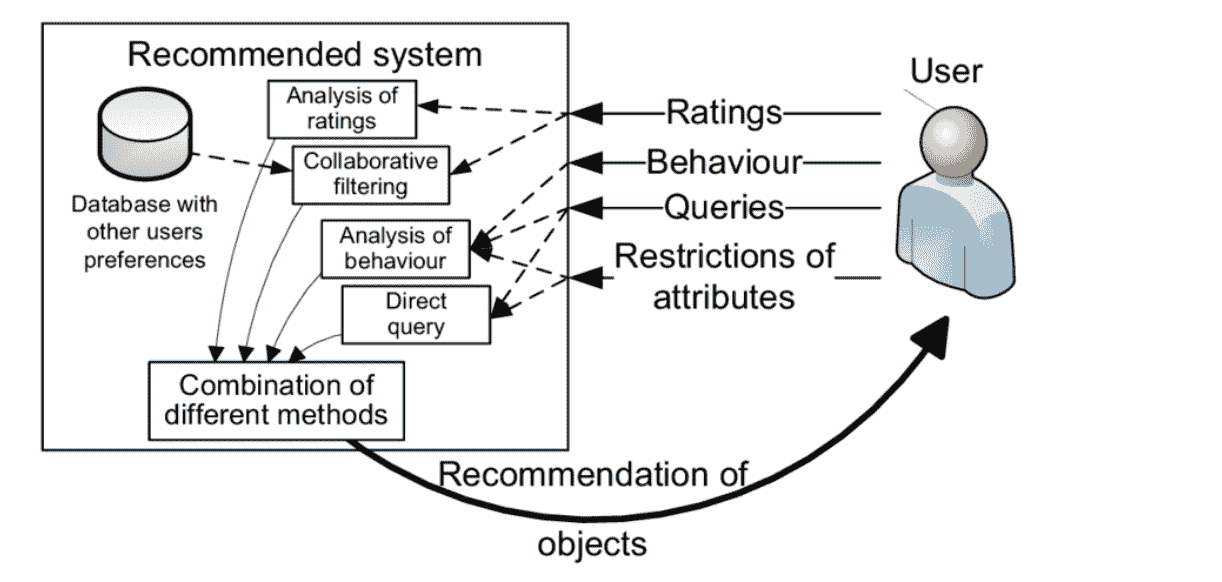 Recommended system
Analysis of
ratings
Collaborative
filtering
Database with
other users
preferences
Analysis of
behaviour
Direct
query
Combination of
different methods
User
Ratings
Behaviour
Queries
Restrictions of
attributes
Recommendation of
objects